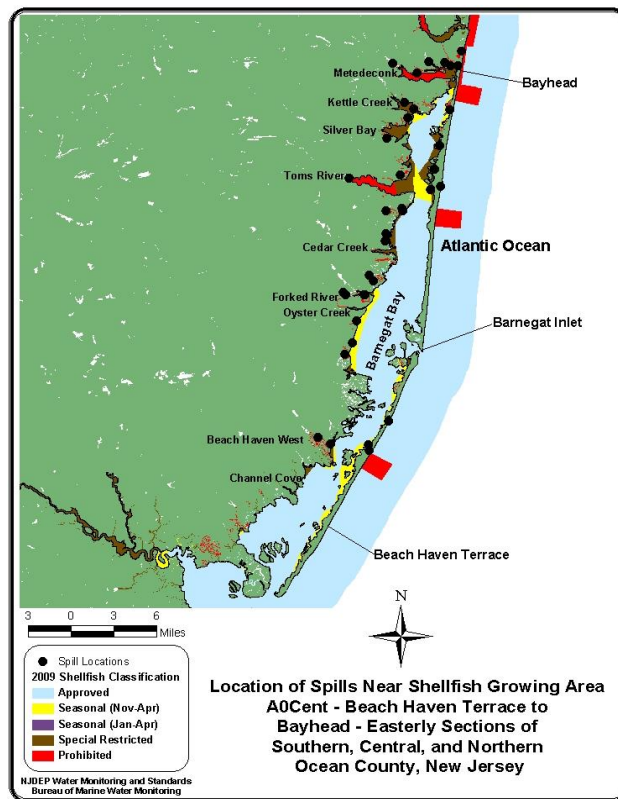 Metedeconk
Bayhead
Kettle Creek
Silver Bay
Toms River
Atlantic Ocean
Cedar Creek
Forked River
Oyster Creek
Barnegat Bay
Barnegat Inlet
Beach Haven West
Channel Cove
Beach Haven Terrace
3 0 3 6
Miles
N
Spill Locations
2009 Shellfish Classification
Approved
Seasonal (Nov-Apr)
Seasonal (Jan-Apr)
Special Restricted
Prohibited
NJDEP Water Monitoring and Standards
Bureau of Marine Water Monitoring
Location of Spills Near Shellfish Growing Area
A0Cent - Beach Haven Terrace to
Bayhead - Easterly Sections of
Southern, Central, and Northern
Ocean County, New Jersey